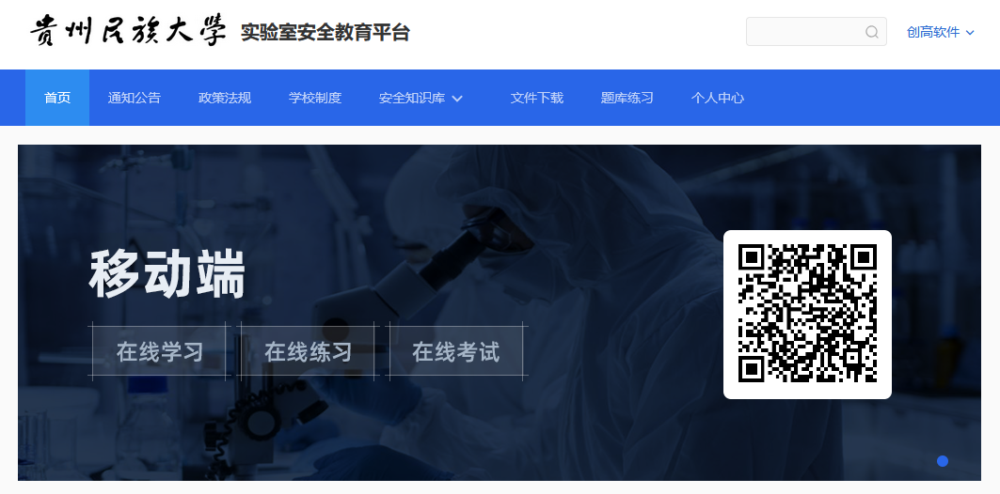 貴州民族大學 实验室安全教育平台
创高软件
首页 通知公告 政策法规 学校制度 安全知识库 文件下载 题库练习 个人中心
移动端
在线学习 在线练习 在线考试